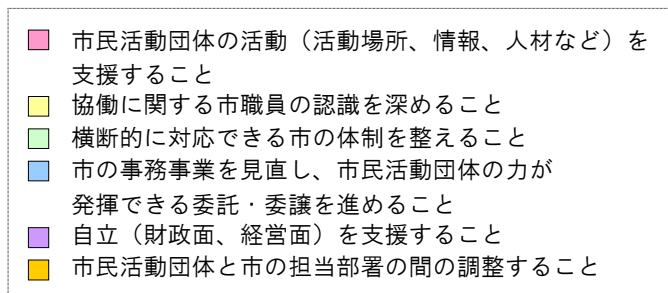 市民活動団体の活動（活動場所、情報、人材など）を
支援すること
協働に関する市職員の認識を深めること
横断的に対応できる市の体制を整えること
市の事務事業を見直し、市民活動団体の力が
発揮できる委託・委譲を進めること
自立（財政面、経営面）を支援すること
市民活動団体と市の担当部署の間の調整すること